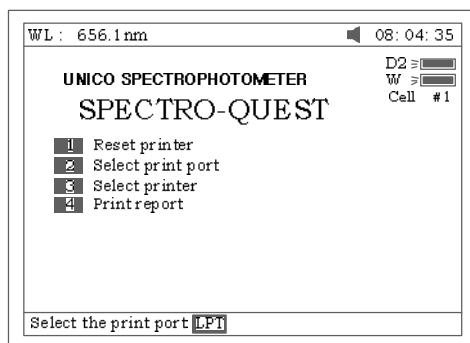 WL: 656.1nm 08:04:35
D2
UNICO SPECTROPHOTOMETER W
SPECTRO-QUEST Cell #1
1 Reset printer
2 Select print port
3 Select printer
4 Print report
Select the print port LPT